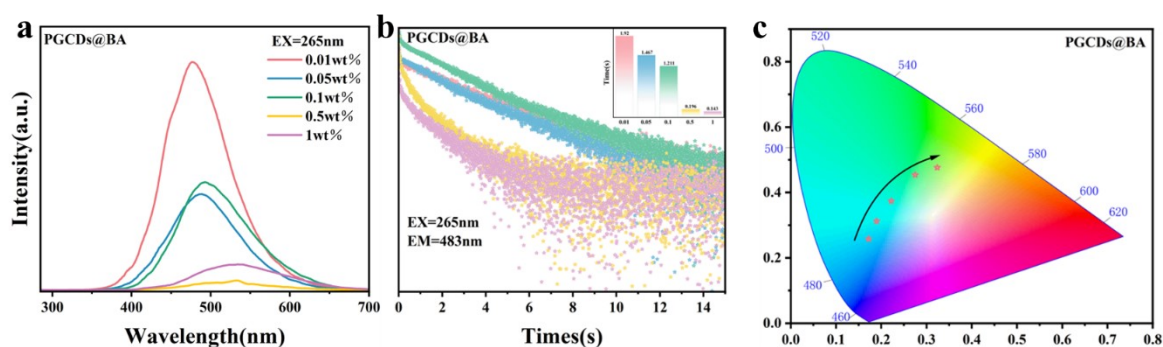 a
PGCDs@BA
EX=265nm
0.01wt%
0.05wt%
0.1wt%
0.5wt%
1wt%
Intensity(a.u.)
300 400 500 600 700
Wavelength(nm)
b
PGCDs@BA
Time(s)
1.92
1.467
1.211
0.196
0.143
0.01 0.05 0.1 0.5 1
EX=265nm
EM=483nm
0 2 4 6 8 10 12 14
Times(s)
c
PGCDs@BA
0.8
0.6
0.4
0.2
0.0
520
540
560
500
580
600
620
480
460
0.0 0.1 0.2 0.3 0.4 0.5 0.6 0.7 0.8